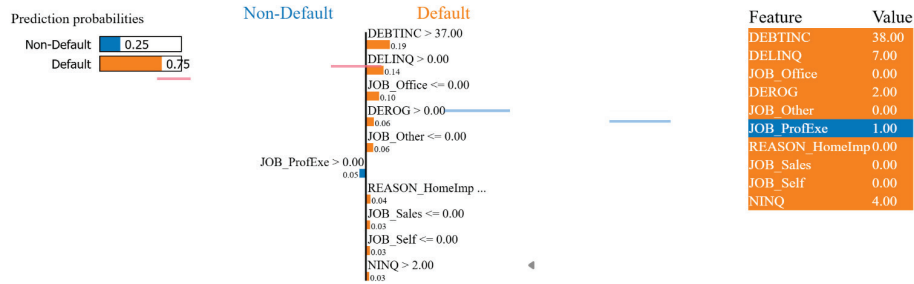 Prediction probabilities
Non-Default 0.25
Default 0.75
Non-Default Default
DEBTINC > 37.00
0.19
DELINQ > 0.00
0.14
JOB_Office <= 0.00
0.10
DEROG > 0.00
0.06
JOB_Other <= 0.00
0.06
JOB_ProfExe > 0.00
0.05
REASON_HomeImp ...
0.04
JOB_Sales <= 0.00
0.03
JOB_Self <= 0.00
0.03
NINQ > 2.00
0.03
Feature Value
DEBTINC 38.00
DELINQ 7.00
JOB_Office 0.00
DEROG 2.00
JOB_Other 0.00
JOB_ProfExe 1.00
REASON_HomeImp 0.00
JOB_Sales 0.00
JOB_Self 0.00
NINQ 4.00